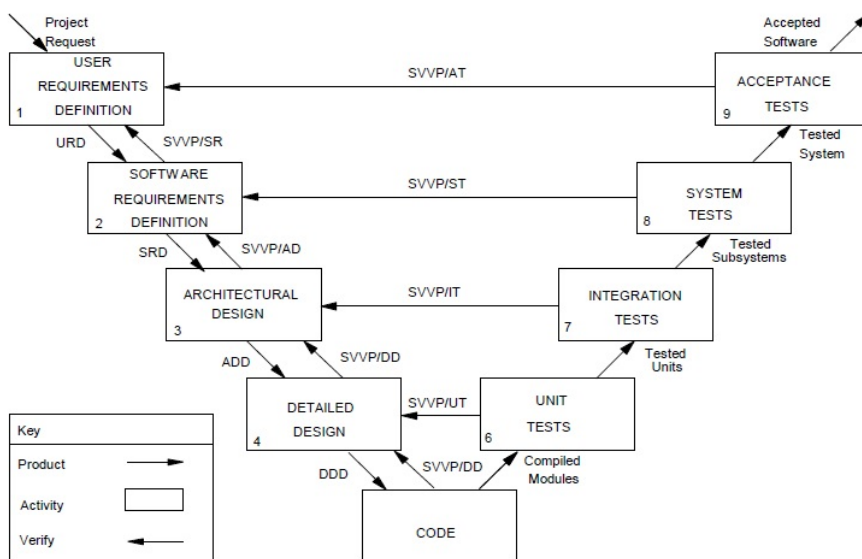 Project
Request
Accepted
Software
USER
REQUIREMENTS
DEFINITION
1
SVVP/AT
ACCEPTANCE
TESTS
9
URD
SVVP/SR
Tested
System
SOFTWARE
REQUIREMENTS
DEFINITION
2
SVVP/ST
SYSTEM
TESTS
8
SRD
SVVP/AD
Tested
Subsystems
ARCHITECTURAL
DESIGN
3
SVVP/IT
INTEGRATION
TESTS
7
ADD
SVVP/DD
Tested
Units
DETAILED
DESIGN
4
SVVP/UT
UNIT
TESTS
6
DDD
SVVP/DD
Compiled
Modules
CODE
Key
Product
Activity
Verify